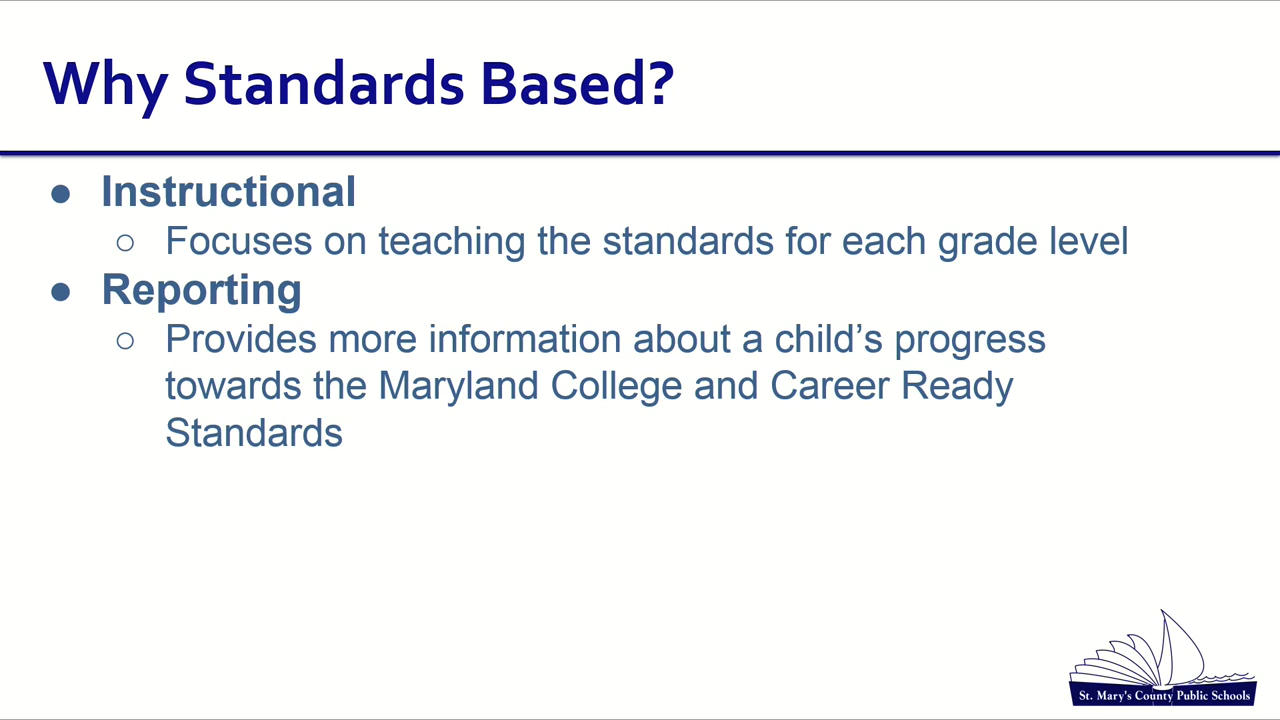 Why Standards Based?
● Instructional
○ Focuses on teaching the standards for each grade level
● Reporting
○ Provides more information about a child’s progress
towards the Maryland College and Career Ready
Standards
St. Mary's County Public Schools